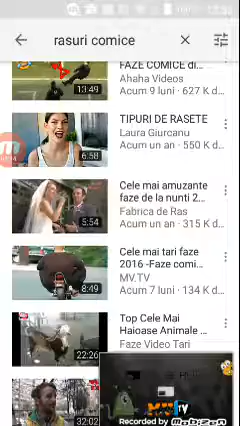 rasuri comice
FAZE COMICE di...
Ahaha Videos
Acum 9 luni · 627 K d...
13:49
TIPURI DE RASETE
Laura Giurcanu
Acum un an · 550 K d...
6:58
Cele mai amuzante
faze de la nunti 2...
Fabrica de Ras
Acum un an · 315 K d...
5:54
Cele mai tari faze
2016 -Faze comi...
MV.TV
Acum 7 luni · 134 K d...
8:49
Top Cele Mai
Haioase Animale ...
Faze Video Tari
22:26
32:02
TV
Recorded by Mobizen